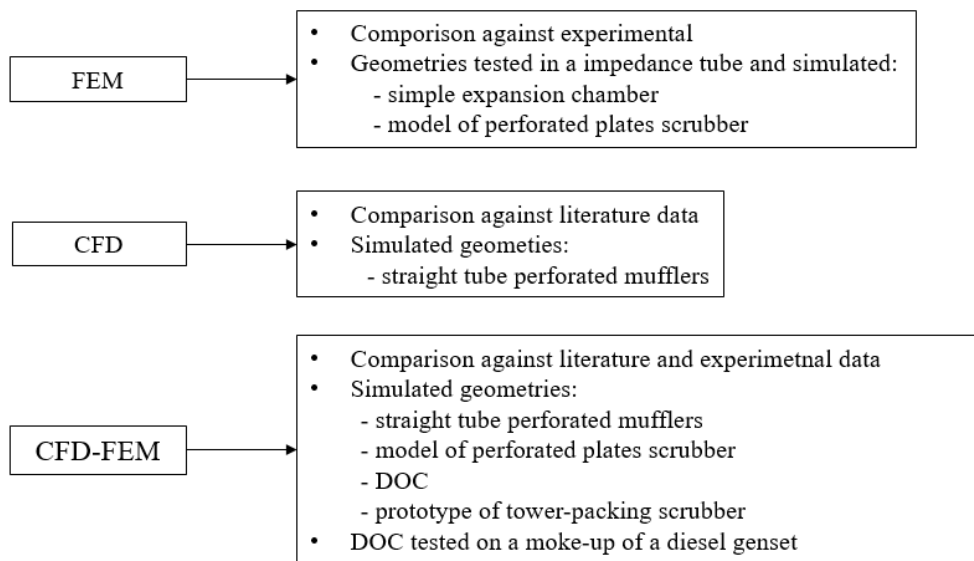 FEM
• Comporison against experimental
• Geometries tested in a impedance tube and simulated:
- simple expansion chamber
- model of perforated plates scrubber
CFD
• Comparison against literature data
• Simulated geometies:
- straight tube perforated mufflers
CFD-FEM
• Comparison against literature and experimetnal data
• Simulated geometries:
- straight tube perforated mufflers
- model of perforated plates scrubber
- DOC
- prototype of tower-packing scrubber
• DOC tested on a moke-up of a diesel genset